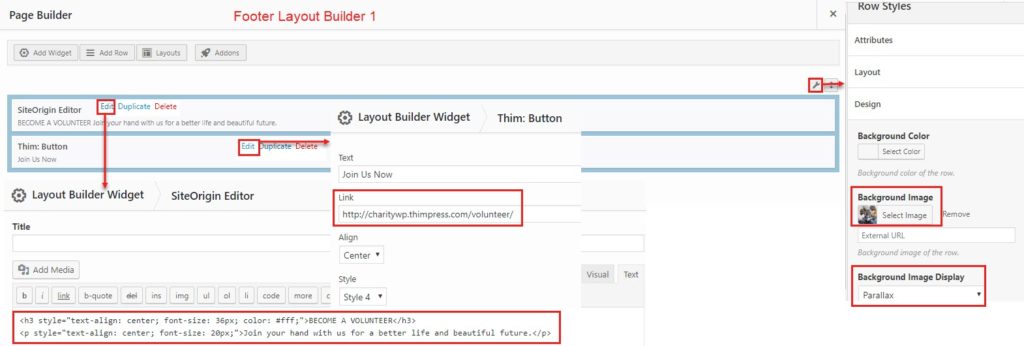 Footer Layout Builder 1
Page Builder
×
Add Widget
Add Row
Layouts
Addons
SiteOrigin Editor
Edit Duplicate Delete
BECOME A VOLUNTEER Join your hand with us for a better life and beautiful future.
Thim: Button
Edit Duplicate Delete
Join Us Now
Layout Builder Widget
Thim: Button
Text
Join Us Now
Link
http://charitywp.thimpress.com/volunteer/
Align
Center
Style
Style 4
Layout Builder Widget
SiteOrigin Editor
Title
Add Media
Visual Text
b i link b-quote del ins img ul ol li code more
<h3 style="text-align: center; font-size: 36px; color: #fff;">BECOME A VOLUNTEER</h3>
<p style="text-align: center; font-size: 20px;">Join your hand with us for a better life and beautiful future.</p>
Row Styles
Attributes
Layout
Design
Background Color
Select Color
Background color of the row.
Background Image
Select Image
Remove
External URL
Background image of the row.
Background Image Display
Parallax